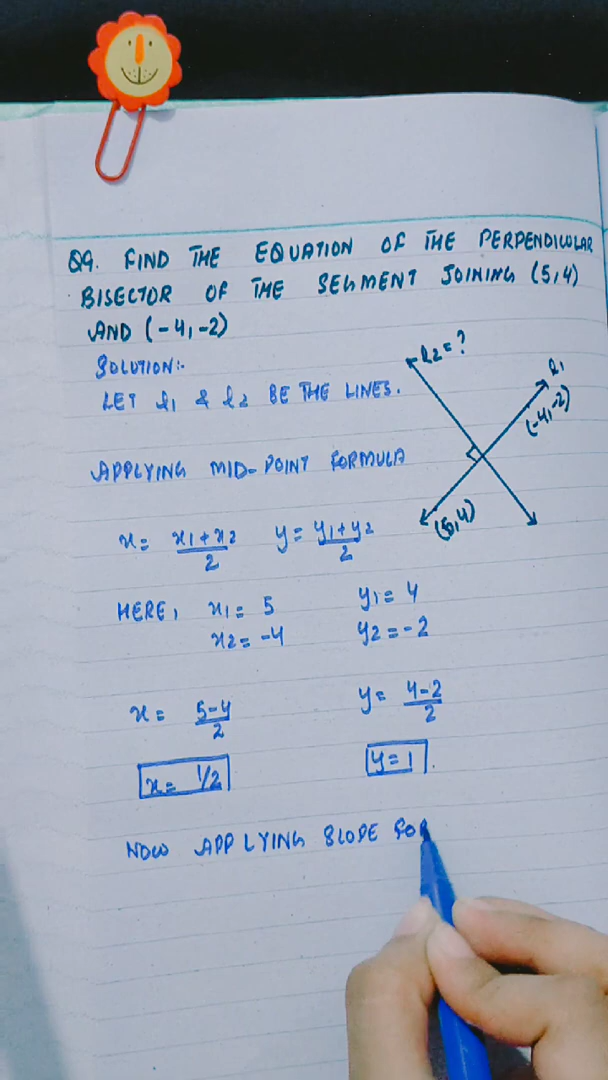 Q9. FIND THE EQUATION OF THE PERPENDICULAR
BISECTOR OF THE SEGMENT JOINING (5,4)
AND (-4,-2)
SOLUTION:-
LET l1 & l2 BE THE LINES.
l2=?
l1
(-4,-2)
(5,4)
APPLYING MID-POINT FORMULA
x= x1+x2/2 y= y1+y2/2
HERE, x1= 5 y1= 4
x2= -4 y2=-2
x= 5-4/2 y= 4-2/2
x= 1/2 y=1.
NOW APPLYING SLOPE FOR